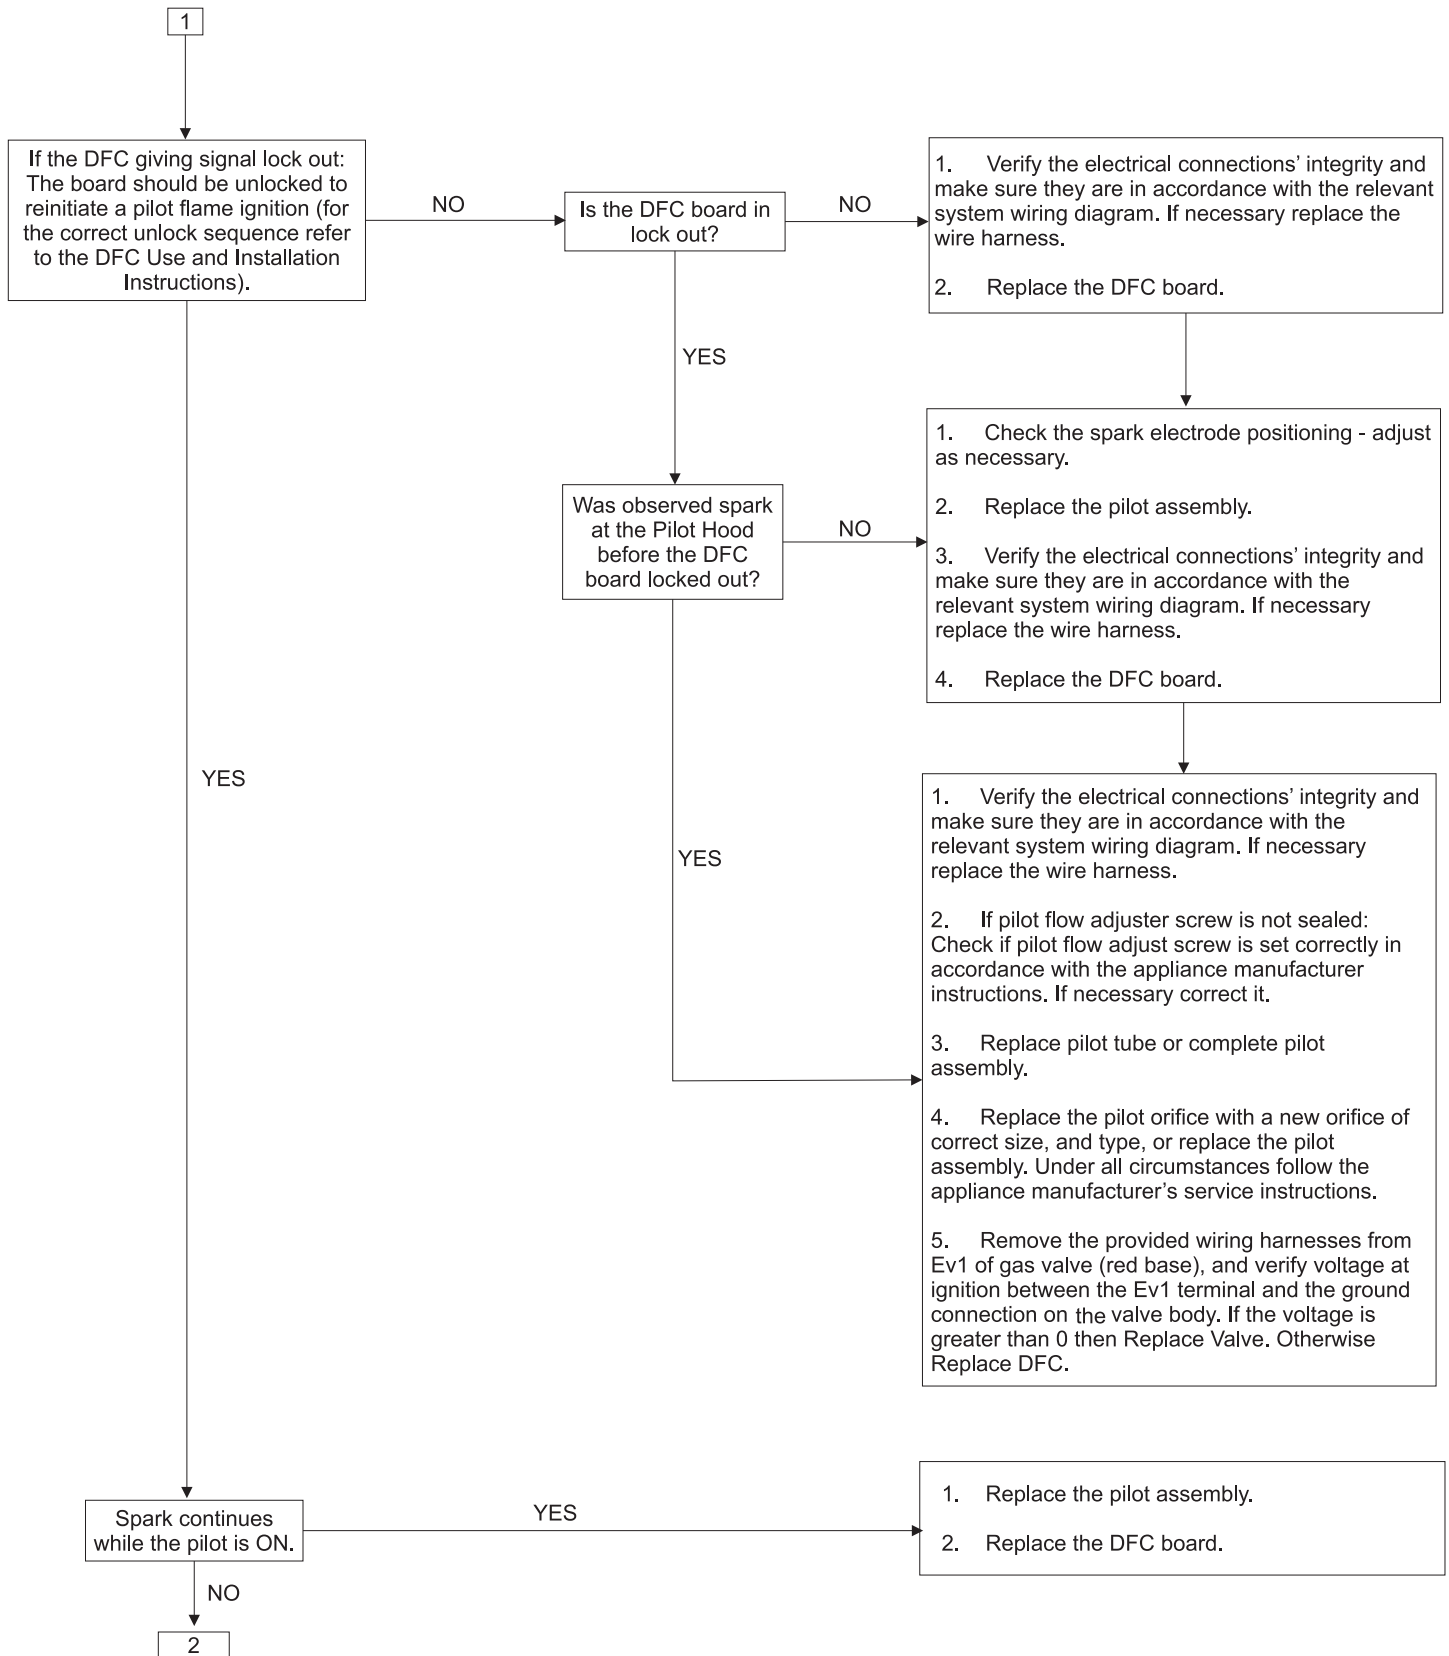 1
If the DFC giving signal lock out:
The board should be unlocked to
reinitiate a pilot flame ignition (for
the correct unlock sequence refer
to the DFC Use and Installation
Instructions).
NO
Is the DFC board in
lock out?
NO
1. Verify the electrical connections’ integrity and
make sure they are in accordance with the relevant
system wiring diagram. If necessary replace the
wire harness.
2. Replace the DFC board.
YES
Was observed spark
at the Pilot Hood
before the DFC
board locked out?
NO
1. Check the spark electrode positioning - adjust
as necessary.
2. Replace the pilot assembly.
3. Verify the electrical connections’ integrity and
make sure they are in accordance with the
relevant system wiring diagram. If necessary
replace the wire harness.
4. Replace the DFC board.
YES
YES
1. Verify the electrical connections’ integrity and
make sure they are in accordance with the
relevant system wiring diagram. If necessary
replace the wire harness.
2. If pilot flow adjuster screw is not sealed:
Check if pilot flow adjust screw is set correctly in
accordance with the appliance manufacturer
instructions. If necessary correct it.
3. Replace pilot tube or complete pilot
assembly.
4. Replace the pilot orifice with a new orifice of
correct size, and type, or replace the pilot
assembly. Under all circumstances follow the
appliance manufacturer’s service instructions.
5. Remove the provided wiring harnesses from
Ev1 of gas valve (red base), and verify voltage at
ignition between the Ev1 terminal and the ground
connection on the valve body. If the voltage is
greater than 0 then Replace Valve. Otherwise
Replace DFC.
Spark continues
while the pilot is ON.
YES
1. Replace the pilot assembly.
2. Replace the DFC board.
NO
2